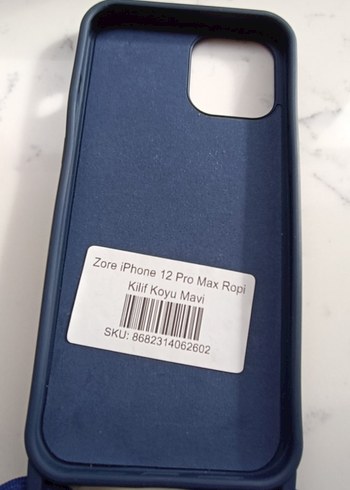 Zore iPhone 12 Pro Max Ropi
Kilif Koyu Mavi
SKU: 8682314062602